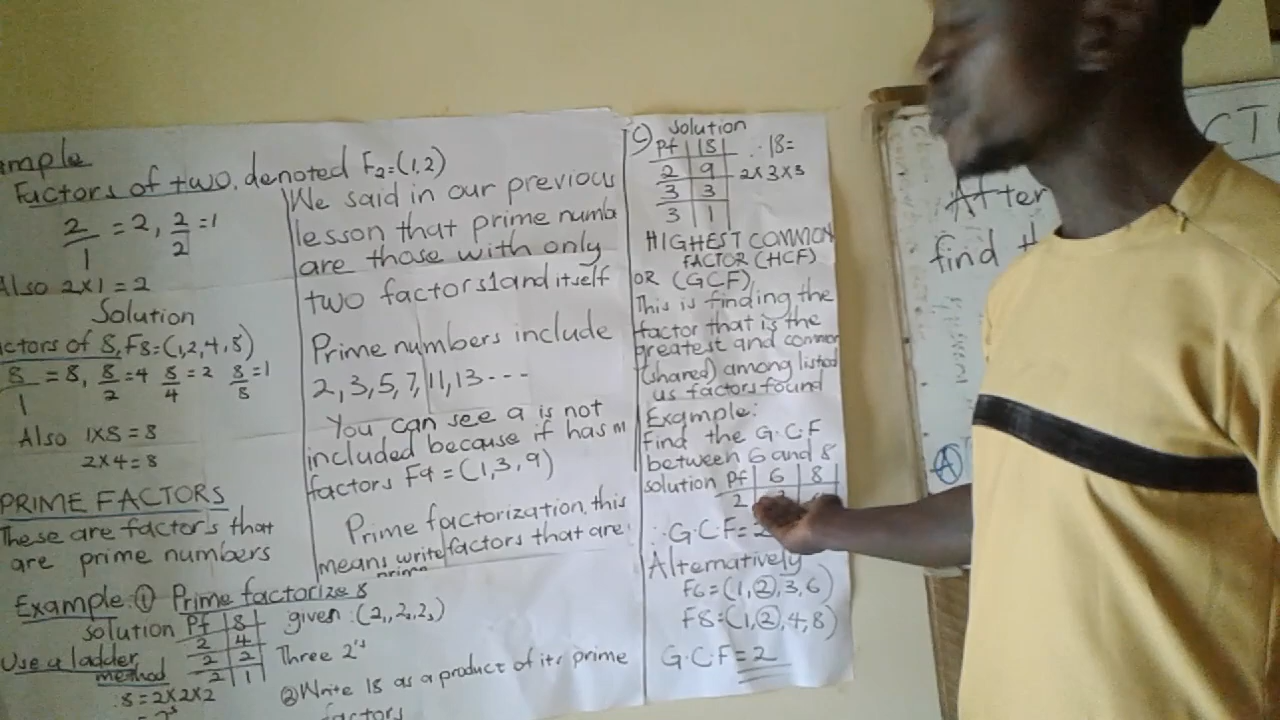 Factors of two, denoted F2=(1,2)
2/1 = 2, 2/2 = 1
Also 2x1 = 2
Solution
of 8, F8=(1,2,4,8)
8/1 = 8, 8/2 = 4 8/4 = 2 8/8 = 1
Also 1x8 = 8
2x4 = 8
PRIME FACTORS
These are factors that
are prime numbers
Example ① Prime factorize 8
solution Pf 8 given (2,, 2,, 2,)
Use a ladder 2 4
method 2 2 Three 2's
2 1
8 = 2x2x2
We said in our previous
lesson that prime
are those with only
two factors 1 and itself
Prime numbers include
2, 3, 5, 7, 11, 13 ---
You can see 9 is not
included because it has
factors F9 = (1,3,9)
Prime factorization, this
means write factors that are
prime
② Write 18 as a product of its prime
factors
Solution
Pf 18 ∴ 18=
2 9 2x3x3
3 3
3 1
HIGHEST COMMON
FACTOR (HCF)
OR (GCF)
This is finding the
factor that is the
greatest and common
(shared) among listed
us factors found
Example:
Find the G.C.F
between 6 and 8
solution Pf 6 8
2
∴ G.C.F = 2
Alternatively
F6=(1,②,3,6)
F8=(1,②,4,8)
G.C.F = 2
After
find
Ⓐ